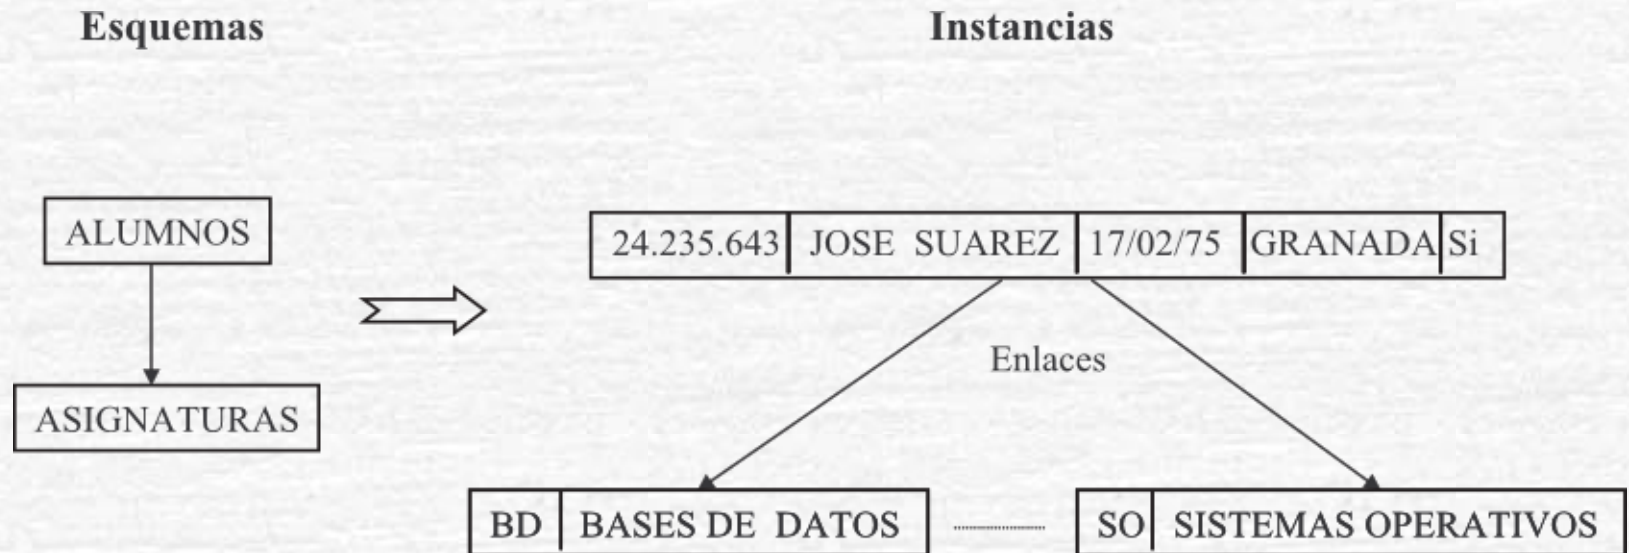 Esquemas
Instancias
ALUMNOS
24.235.643 JOSE SUAREZ 17/02/75 GRANADA Si
Enlaces
ASIGNATURAS
BD BASES DE DATOS
SO SISTEMAS OPERATIVOS